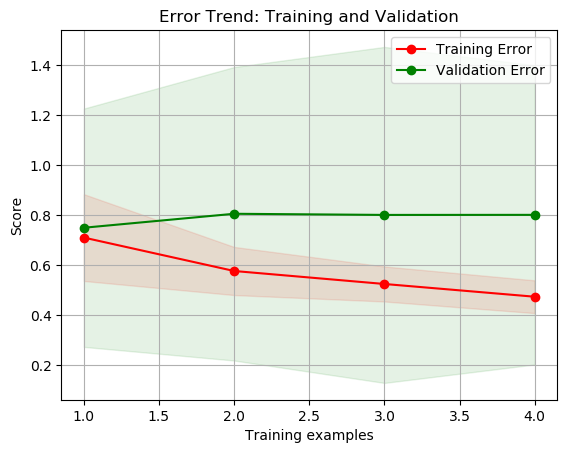 Error Trend: Training and Validation
Training Error
Validation Error
Score
1.4
1.2
1.0
0.8
0.6
0.4
0.2
1.0
1.5
2.0
2.5
3.0
3.5
4.0
Training examples